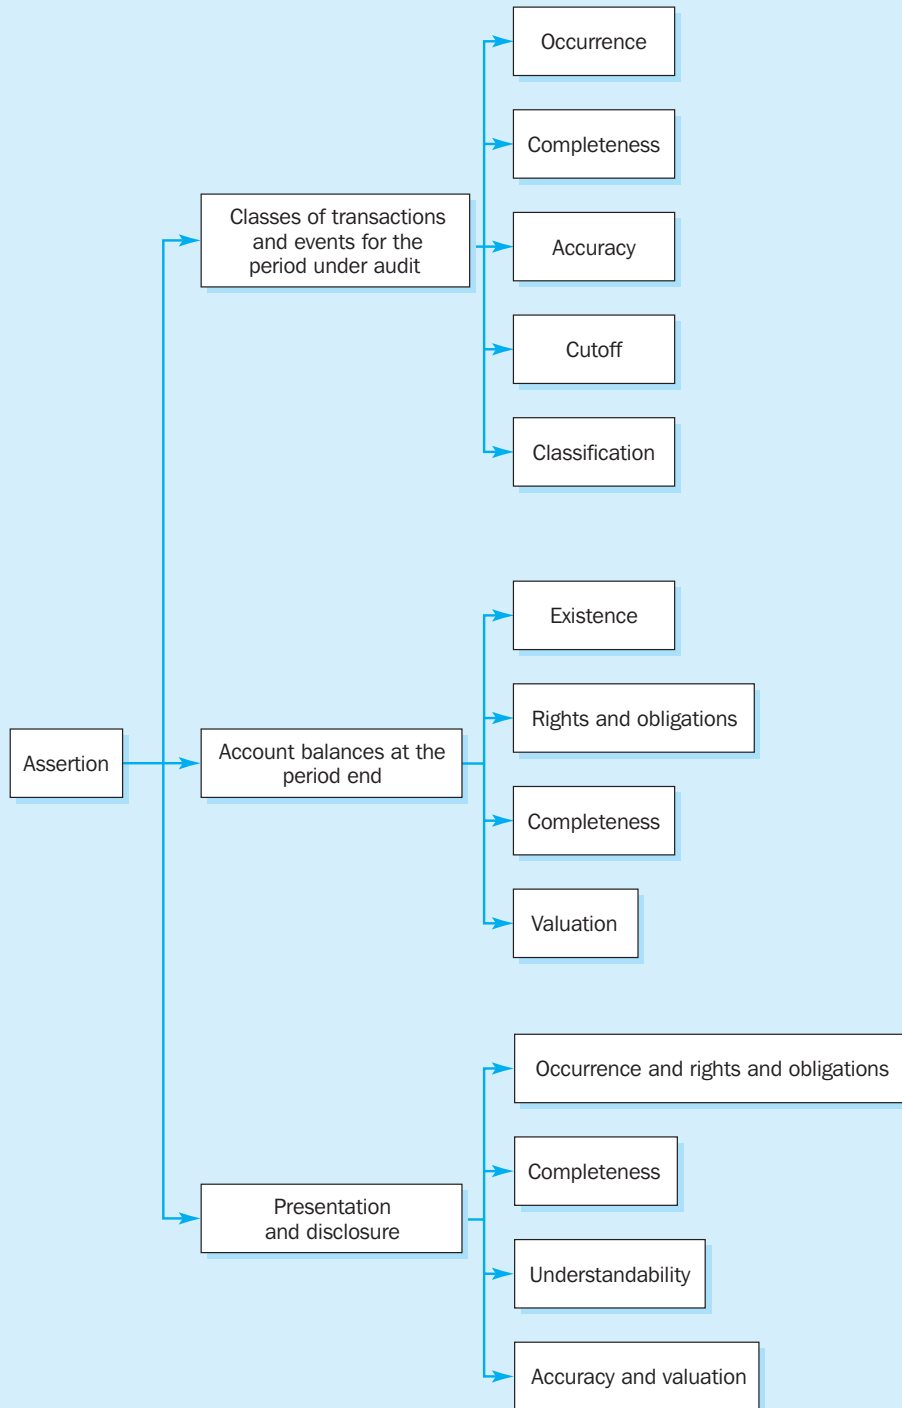 Occurrence
Completeness
Classes of transactions
and events for the
period under audit
Accuracy
Cutoff
Classification
Existence
Rights and obligations
Assertion
Account balances at the
period end
Completeness
Valuation
Occurrence and rights and obligations
Completeness
Presentation
and disclosure
Understandability
Accuracy and valuation